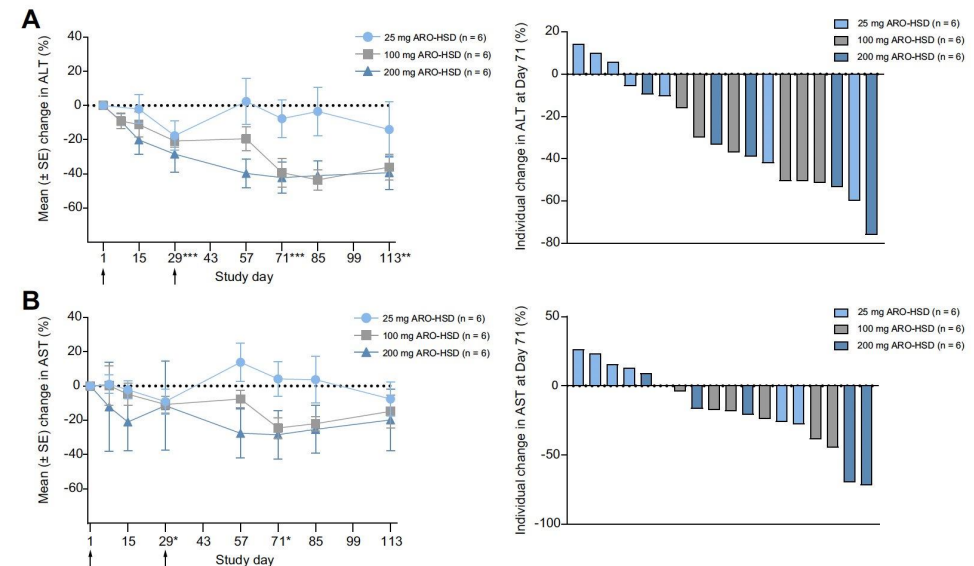 A
Mean (± SE) change in ALT (%)
40
20
0
-20
-40
-60
1 15 29*** 43 57 71*** 85 99 113**
Study day
25 mg ARO-HSD (n = 6)
100 mg ARO-HSD (n = 6)
200 mg ARO-HSD (n = 6)
Individual change in ALT at Day 71 (%)
20
0
-20
-40
-60
-80
25 mg ARO-HSD (n = 6)
100 mg ARO-HSD (n = 6)
200 mg ARO-HSD (n = 6)
B
Mean (± SE) change in AST (%)
40
20
0
-20
-40
-60
1 15 29* 43 57 71* 85 99 113
Study day
25 mg ARO-HSD (n = 6)
100 mg ARO-HSD (n = 6)
200 mg ARO-HSD (n = 6)
Individual change in AST at Day 71 (%)
50
0
-50
-100
25 mg ARO-HSD (n = 6)
100 mg ARO-HSD (n = 6)
200 mg ARO-HSD (n = 6)